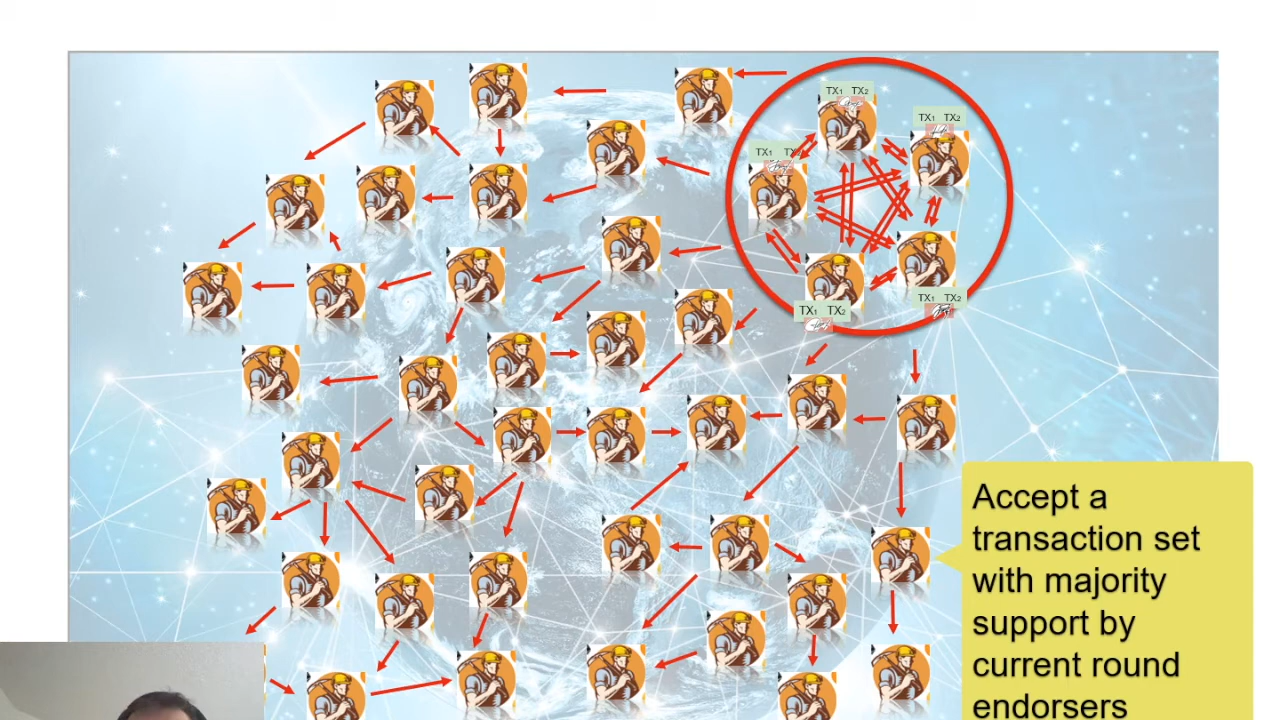 TX1 TX2
TX1 TX2
TX1 TX
TX1 TX2
TX1 TX2
Accept a
transaction set
with majority
support by
current round
endorsers